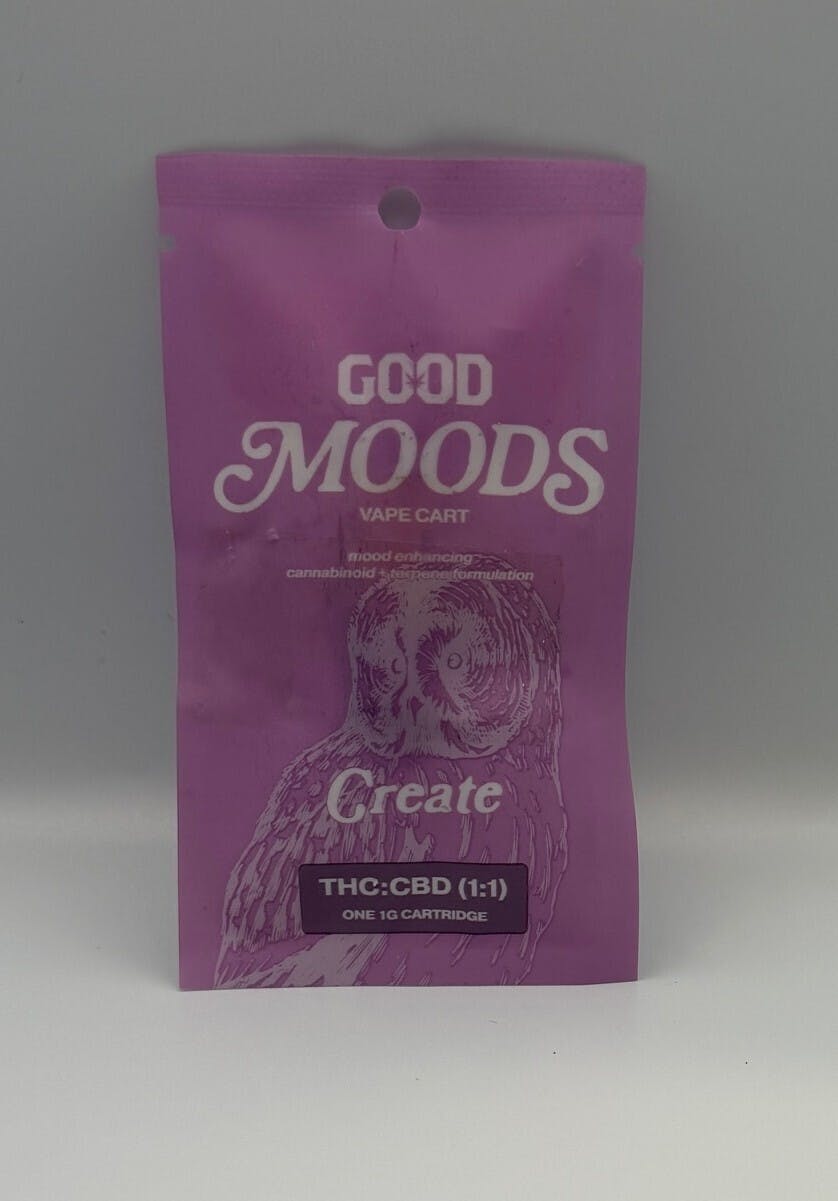 GOOD
MOODS
VAPE CART
mood enhancing
cannabinoid + terpene formulation
Create
THC:CBD (1:1)
ONE 1G CARTRIDGE